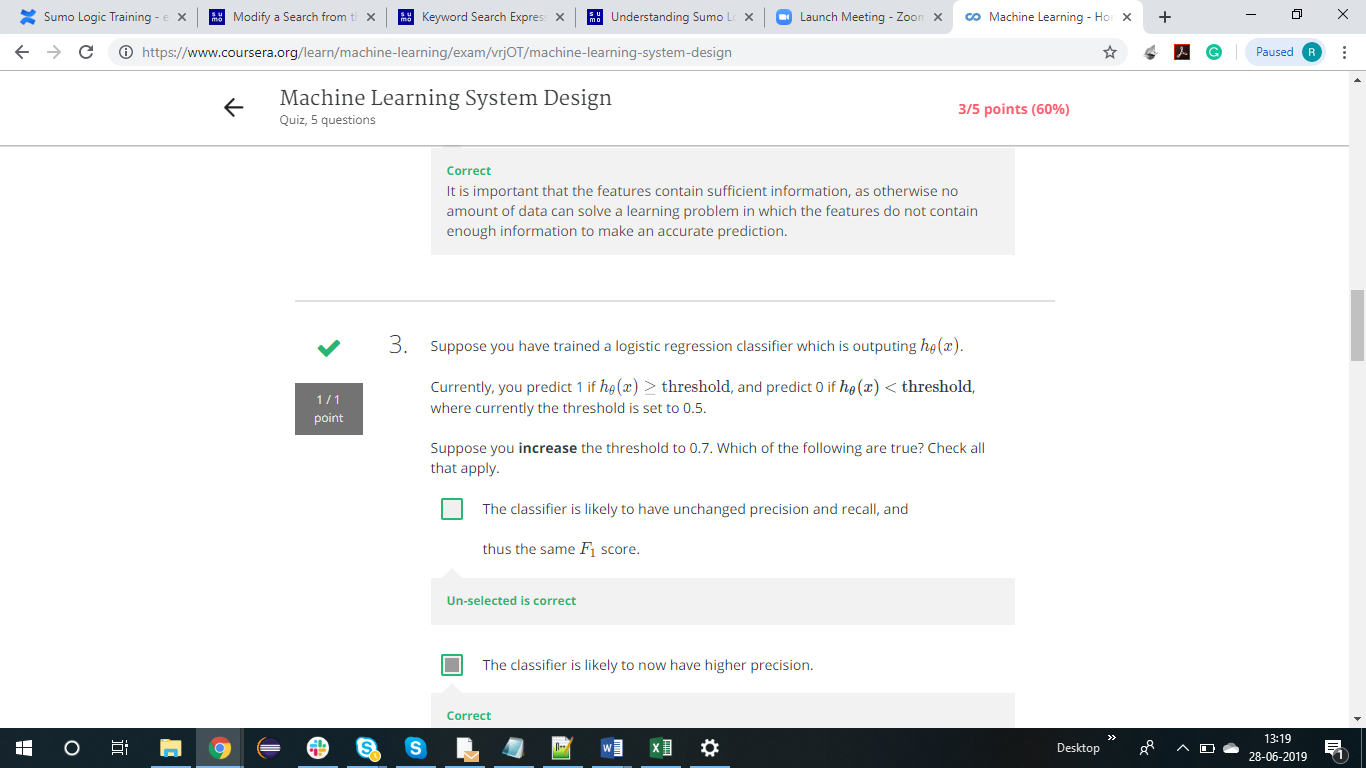 Sumo Logic Training - e
Modify a Search from th
Keyword Search Express
Understanding Sumo Lo
Launch Meeting - Zoom
Machine Learning - Hom
https://www.coursera.org/learn/machine-learning/exam/vrjOT/machine-learning-system-design
Paused R
Machine Learning System Design
Quiz, 5 questions
3/5 points (60%)
Correct
It is important that the features contain sufficient information, as otherwise no
amount of data can solve a learning problem in which the features do not contain
enough information to make an accurate prediction.
3. Suppose you have trained a logistic regression classifier which is outputing hθ(x).
Currently, you predict 1 if hθ(x) ≥ threshold, and predict 0 if hθ(x) < threshold,
where currently the threshold is set to 0.5.
1 / 1
point
Suppose you increase the threshold to 0.7. Which of the following are true? Check all
that apply.
The classifier is likely to have unchanged precision and recall, and
thus the same F1 score.
Un-selected is correct
The classifier is likely to now have higher precision.
Correct
Desktop
13:19
28-06-2019
1